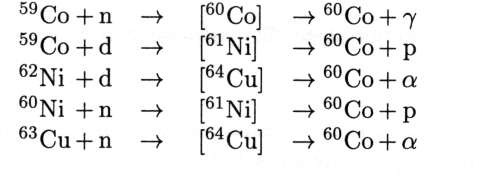 ⁵⁹Co + n → [⁶⁰Co] → ⁶⁰Co + γ
⁵⁹Co + d → [⁶¹Ni] → ⁶⁰Co + p
⁶²Ni + d → [⁶⁴Cu] → ⁶⁰Co + α
⁶⁰Ni + n → [⁶¹Ni] → ⁶⁰Co + p
⁶³Cu + n → [⁶⁴Cu] → ⁶⁰Co + α